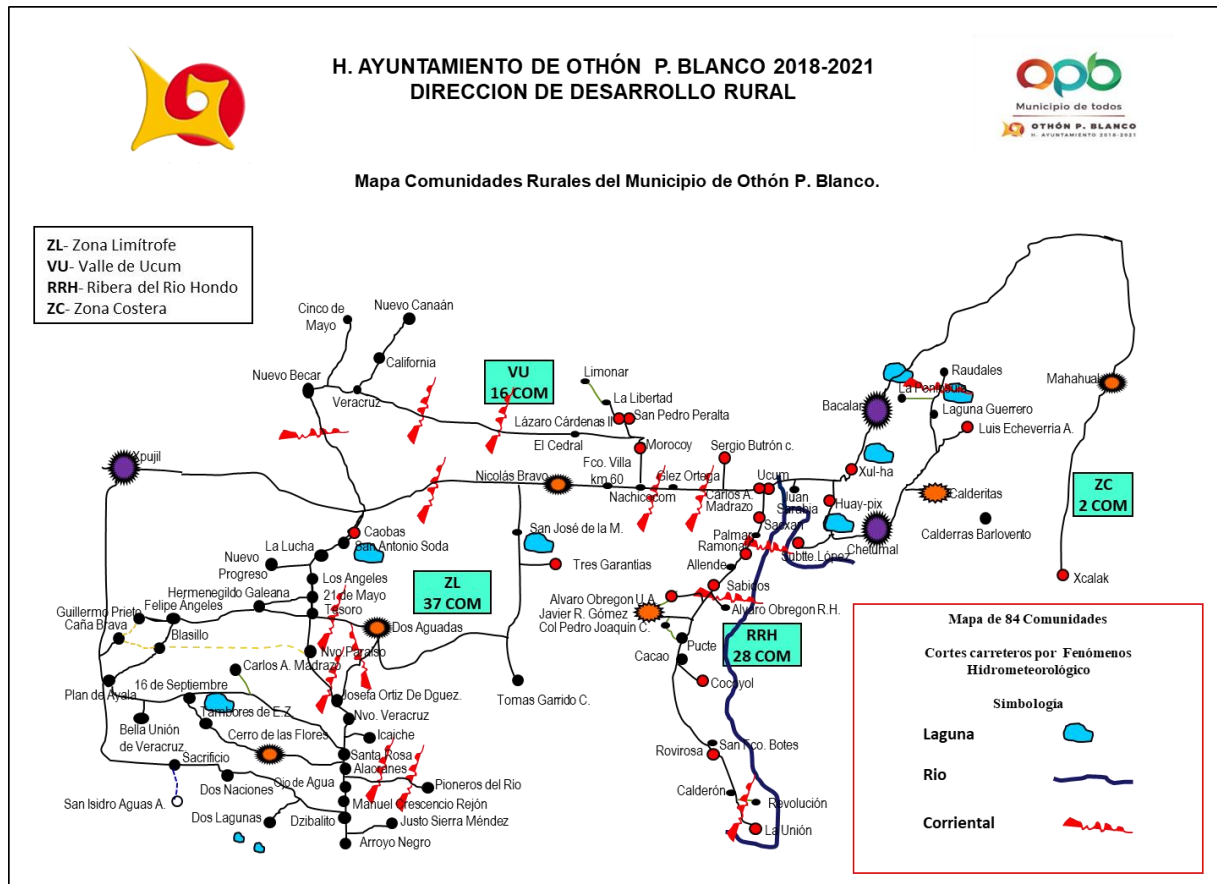 H. AYUNTAMIENTO DE OTHÓN P. BLANCO 2018-2021
DIRECCION DE DESARROLLO RURAL
opb
Municipio de todos
OTHÓN P. BLANCO
H. AYUNTAMIENTO 2018-2021
Mapa Comunidades Rurales del Municipio de Othón P. Blanco.
ZL- Zona Limítrofe
VU- Valle de Ucum
RRH- Ribera del Rio Hondo
ZC- Zona Costera
Cinco de
Mayo
Nuevo Canaán
California
Nuevo Becar
Veracruz
VU
16 COM
Limonar
La Libertad
San Pedro Peralta
Lázaro Cárdenas II
El Cedral
Morocoy
Sergio Butrón c.
Raudales
La Península
Mahahual
Bacalar
Laguna Guerrero
Luis Echeverría A.
Xpujil
Nicolás Bravo
Fco. Villa
km 60
Nachicocom
Glez Ortega
Ucum
Carlos A.
Madrazo
Juan
Sarabia
Xul-ha
Huay-pix
Calderitas
ZC
2 COM
Caobas
San Antonio Soda
San José de la M.
Sacxan
Palmar
Ramonal
Subtte. López
Chetumal
Calderras Barlovento
La Lucha
Nuevo
Progreso
Tres Garantias
Allende
Xcalak
Los Angeles
Hermenegildo Galeana
21 de Mayo
Tesoro
ZL
37 COM
Sabidos
Alvaro Obregon U.A.
Javier R. Gómez
Col Pedro Joaquin C.
Alvaro Obregon R.H.
Guillermo Prieto
Felipe Angeles
Caña Brava
Blasillo
Dos Aguadas
Nvo. Paraíso
Carlos A. Madrazo
Pucte
RRH
28 COM
Cacao
Cocoyol
Plan de Ayala
16 de Septiembre
Josefa Ortiz De Dguez.
Tomas Garrido C.
Tambores de E.Z
Nvo. Veracruz
Bella Unión
de Veracruz
Cerro de las Flores
Icaiche
Sacrificio
Santa Rosa
Alacranes
San Fco. Botes
Rovirosa
Dos Naciones
Ojo de Agua
Pioneros del Rio
Calderón
San Isidro Aguas A.
Manuel Crescencio Rejón
Revolución
Dos Lagunas
Dzibalito
Justo Sierra Méndez
La Unión
Arroyo Negro
Mapa de 84 Comunidades
Cortes carreteros por Fenómenos
Hidrometeorológico
Simbología
Laguna
Rio
Corriental